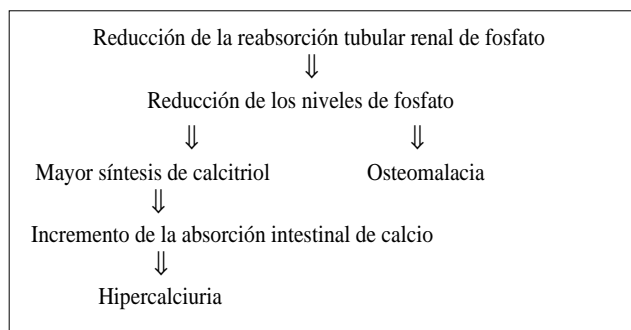 Reducción de la reabsorción tubular renal de fosfato
⇓
Reducción de los niveles de fosfato
⇓ ⇓
Mayor síntesis de calcitriol Osteomalacia
⇓
Incremento de la absorción intestinal de calcio
⇓
Hipercalciuria